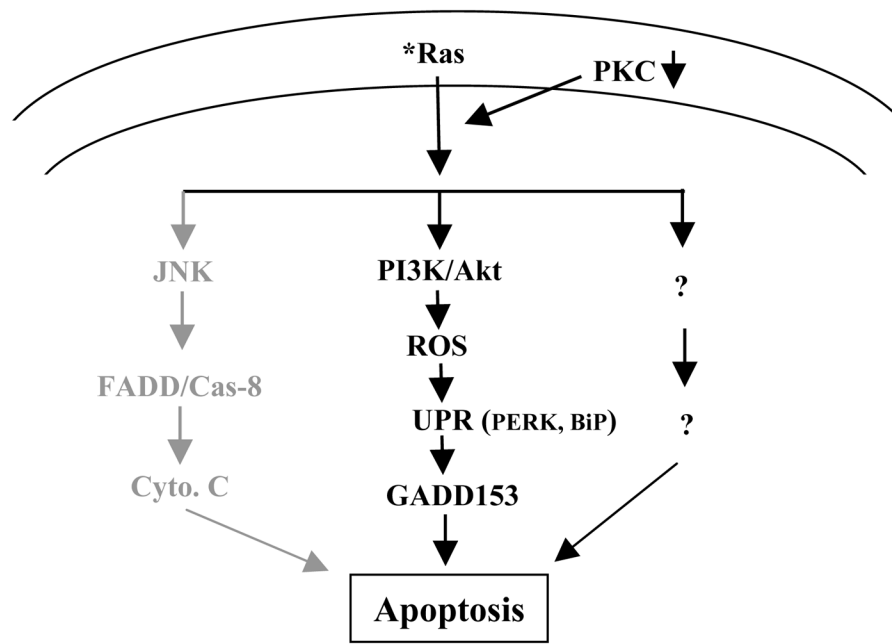 *Ras
PKC
JNK
PI3K/Akt
?
ROS
FADD/Cas-8
UPR (PERK, BiP)
?
Cyto. C
GADD153
Apoptosis